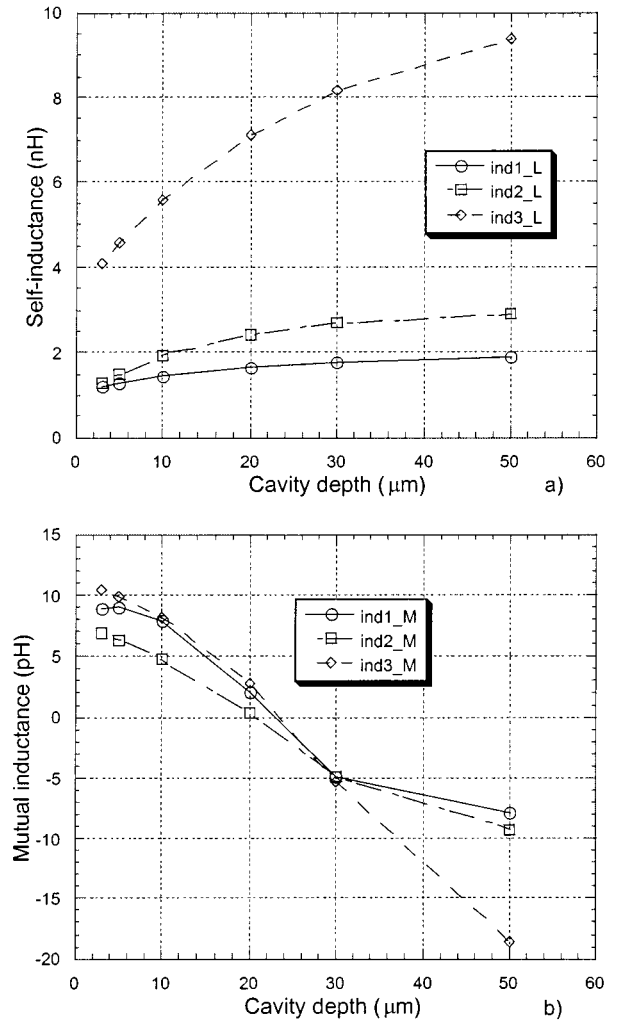 10
8
6
4
2
0
Self-inductance (nH)
ind1_L
ind2_L
ind3_L
0 10 20 30 40 50 60
Cavity depth (μm)
a)
15
10
5
0
-5
-10
-15
-20
Mutual inductance (pH)
ind1_M
ind2_M
ind3_M
0 10 20 30 40 50 60
Cavity depth (μm)
b)